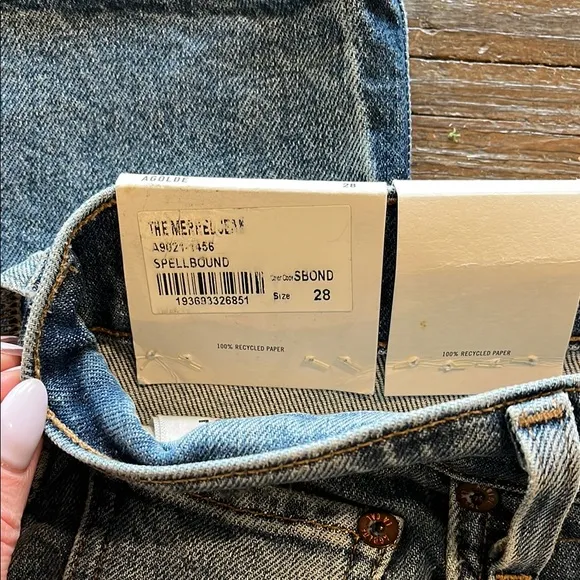 AGOLDE 28
THE MERPEL JEAN
A9021-1456
SPELLBOUND
Color Code SBOND
193693326851 Size 28
100% RECYCLED PAPER
100% RECYCLED PAPER